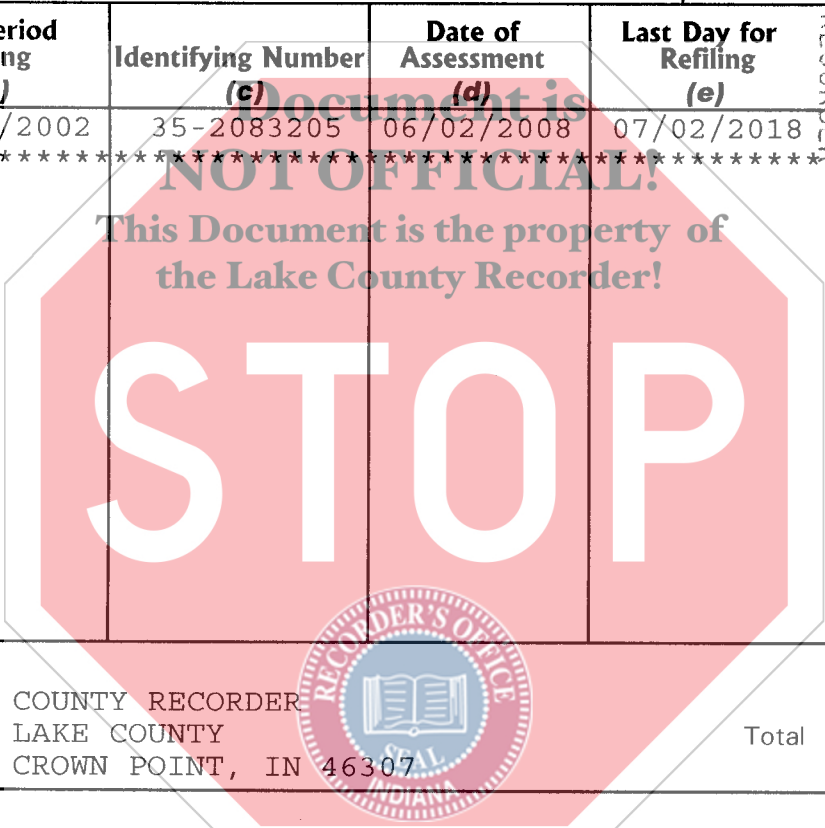 eriod
ng
)
Identifying Number
(c)
Date of
Assessment
(d)
Last Day for
Refiling
(e)
/2002 35-2083205 06/02/2008 07/02/2018
****************************************************
Document is
NOT OFFICIAL!
This Document is the property of
the Lake County Recorder!
STOP
COUNTY RECORDER
LAKE COUNTY
CROWN POINT, IN 46307
Total
RECORDER'S OFFICE
SEAL
INDIANA